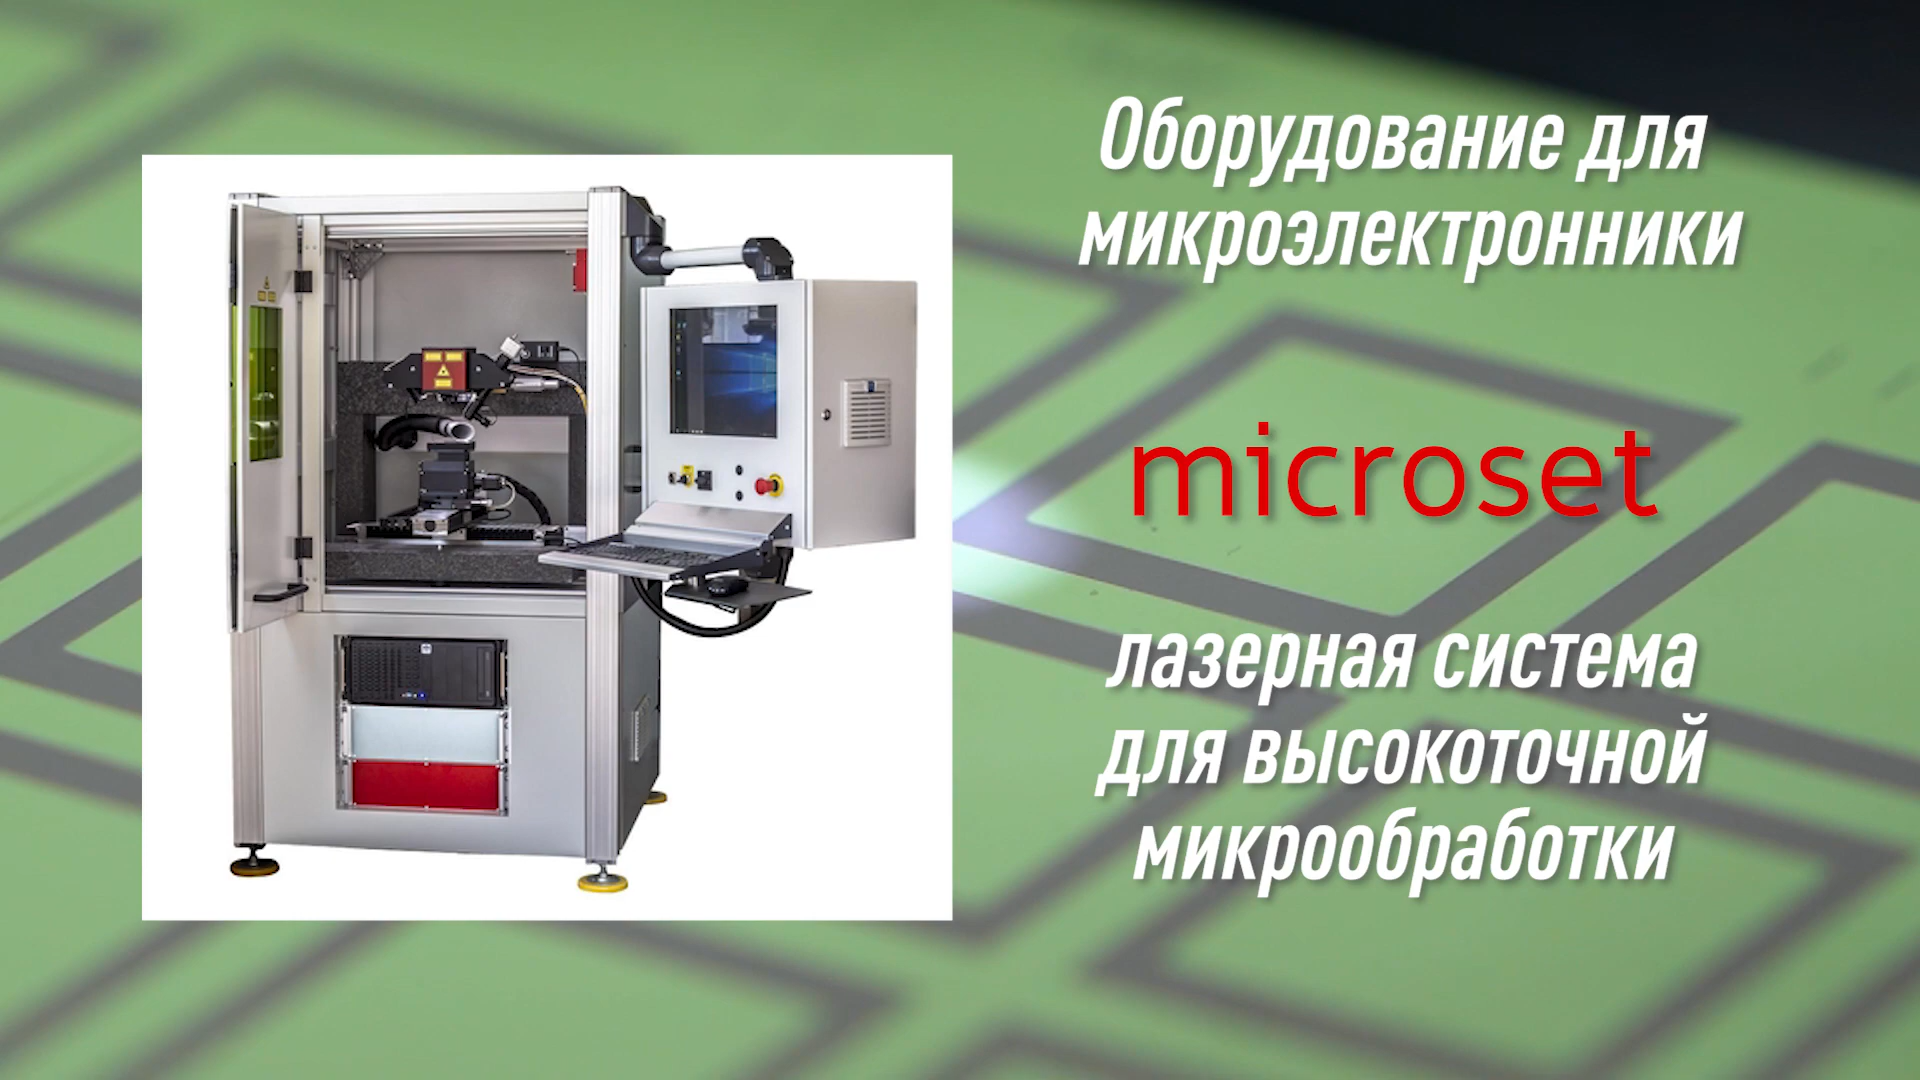 Оборудование для
микроэлектронники
microset
лазерная система
для высокоточной
микрообработки